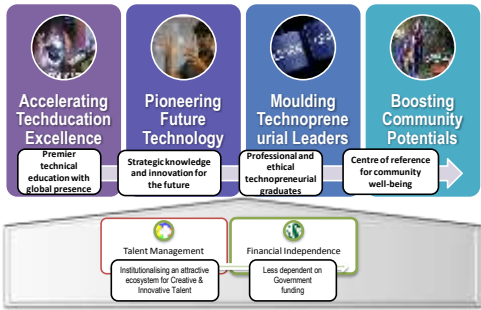 Accelerating
Techducation
Excellence
Pioneering
Future
Technology
Moulding
Technoprene
urial Leaders
Boosting
Community
Potentials
Premier
technical
education with
global presence
Strategic knowledge
and innovation for
the future
Professional and
ethical
technopreneurial
graduates
Centre of reference
for community
well-being
Talent Management
Institutionalising an attractive
ecosystem for Creative &
Innovative Talent
Financial Independence
Less dependent on
Government
funding